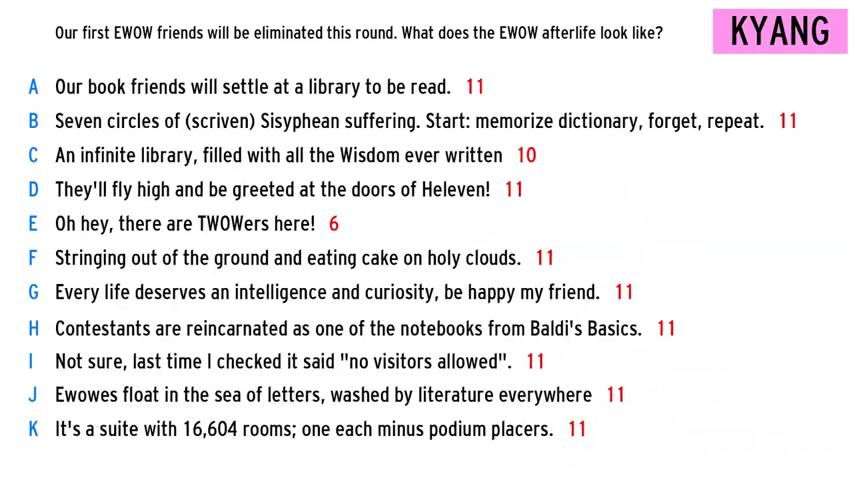 Our first EWOW friends will be eliminated this round. What does the EWOW afterlife look like?
KYANG
A Our book friends will settle at a library to be read. 11
B Seven circles of (scriven) Sisyphean suffering. Start: memorize dictionary, forget, repeat. 11
C An infinite library, filled with all the Wisdom ever written 10
D They'll fly high and be greeted at the doors of Heleven! 11
E Oh hey, there are TWOWers here! 6
F Stringing out of the ground and eating cake on holy clouds. 11
G Every life deserves an intelligence and curiosity, be happy my friend. 11
H Contestants are reincarnated as one of the notebooks from Baldi's Basics. 11
I Not sure, last time I checked it said "no visitors allowed". 11
J Ewowes float in the sea of letters, washed by literature everywhere 11
K It's a suite with 16,604 rooms; one each minus podium placers. 11